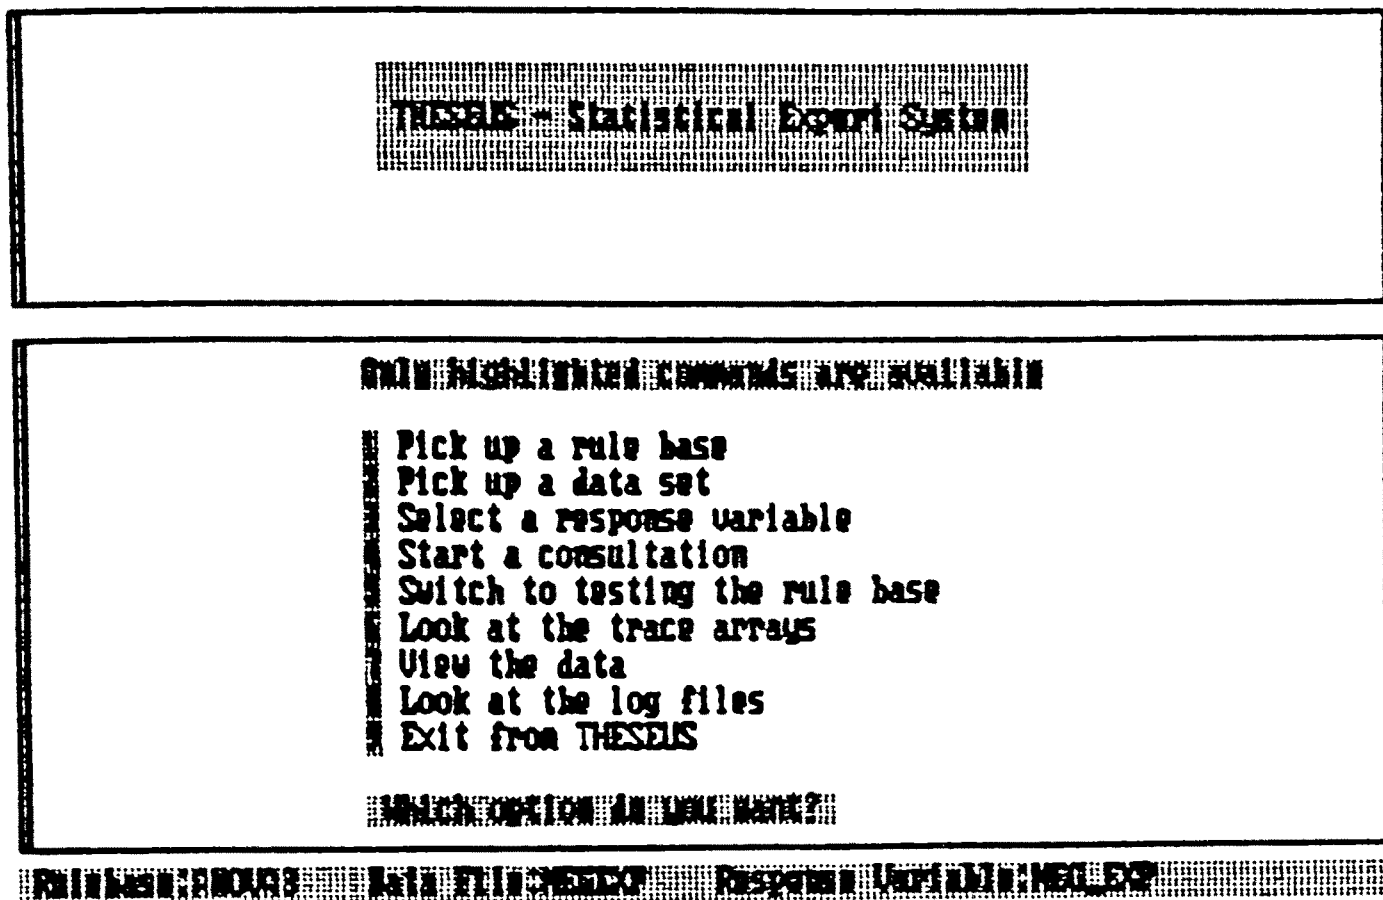 THESEUS - Statistical Expert System
Only highlighted commands are available
Pick up a rule base
Pick up a data set
Select a response variable
Start a consultation
Switch to testing the rule base
Look at the trace arrays
View the data
Look at the log files
Exit from THESEUS
Which option do you want?
Rulebase: Data File: Response Variable: